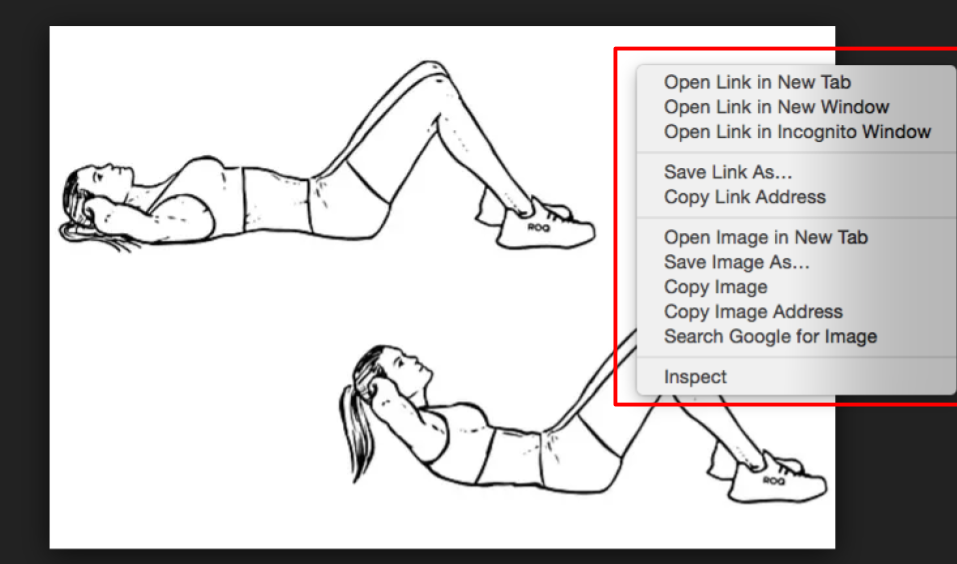 Open Link in New Tab
Open Link in New Window
Open Link in Incognito Window
Save Link As...
Copy Link Address
Open Image in New Tab
Save Image As...
Copy Image
Copy Image Address
Search Google for Image
Inspect
ROQ
ROQ